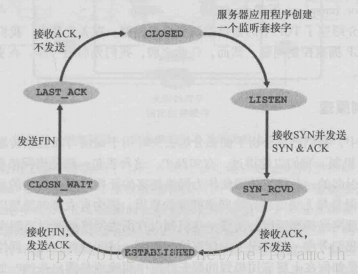 服务器应用程序创建
一个监听套接字
CLOSED
接收ACK,
不发送
LAST_ACK
LISTEN
接收SYN并发送
SYN & ACK
发送FIN
CLOSN_WAIT
SYN_RCVD
接收FIN,
发送ACK
接收ACK,
不发送
ESTABLISHED